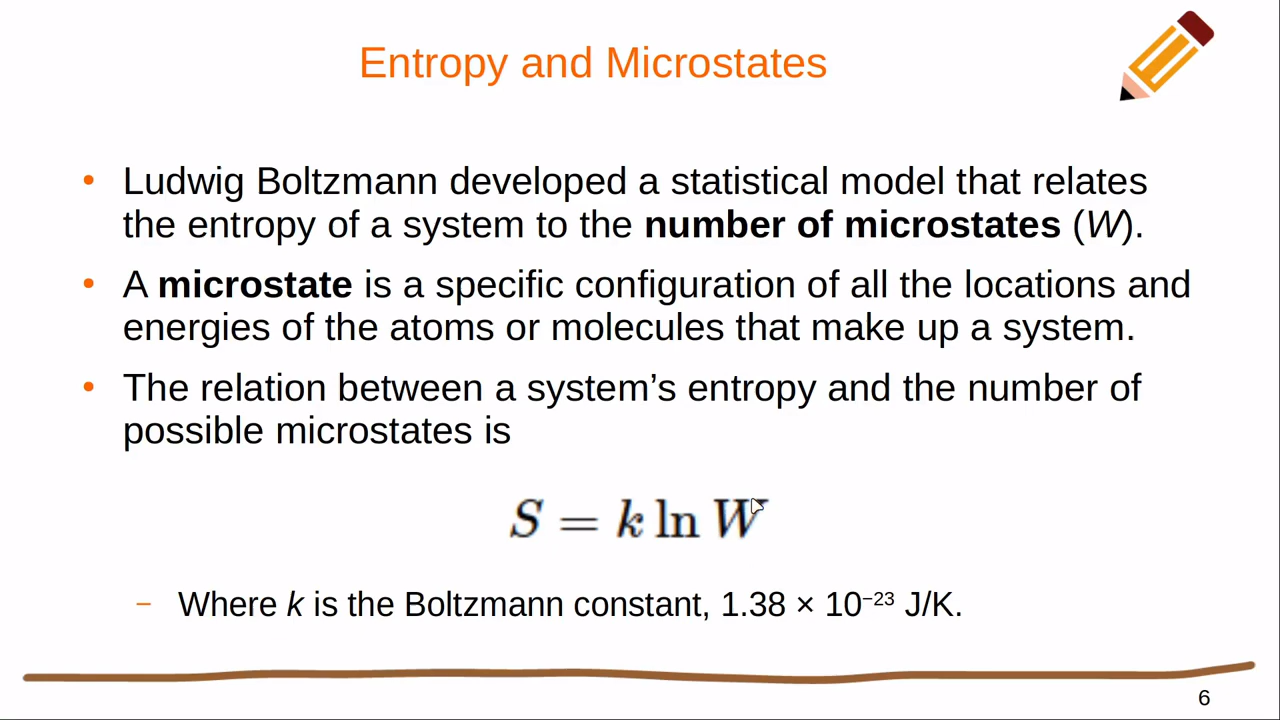 Entropy and Microstates
• Ludwig Boltzmann developed a statistical model that relates
the entropy of a system to the number of microstates (W).
• A microstate is a specific configuration of all the locations and
energies of the atoms or molecules that make up a system.
• The relation between a system’s entropy and the number of
possible microstates is
S = k ln W
– Where k is the Boltzmann constant, 1.38 × 10⁻²³ J/K.
6